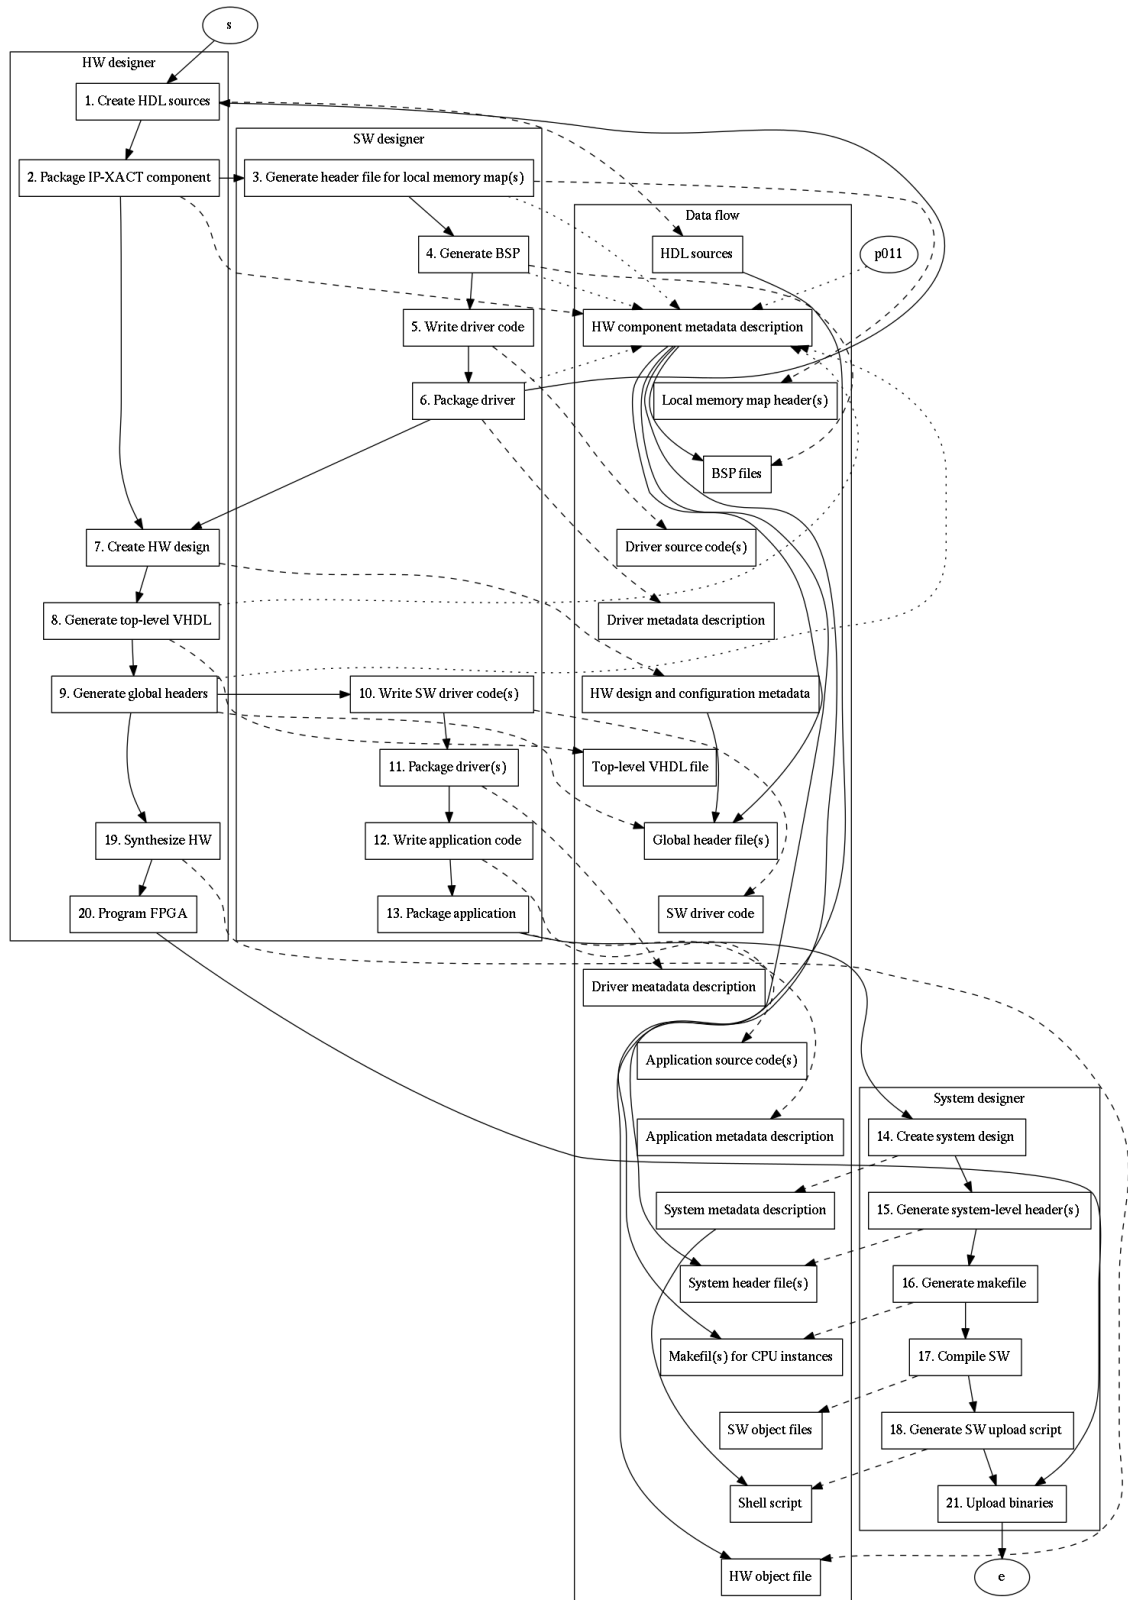 s
HW designer
1. Create HDL sources
SW designer
2. Package IP-XACT component
3. Generate header file for local memory map(s)
Data flow
4. Generate BSP
HDL sources
p011
5. Write driver code
HW component metadata description
6. Package driver
Local memory map header(s)
BSP files
7. Create HW design
Driver source code(s)
8. Generate top-level VHDL
Driver metadata description
9. Generate global headers
10. Write SW driver code(s)
HW design and configuration metadata
11. Package driver(s)
Top-level VHDL file
19. Synthesize HW
12. Write application code
Global header file(s)
20. Program FPGA
13. Package application
SW driver code
Driver meatadata description
Application source code(s)
System designer
Application metadata description
14. Create system design
System metadata description
15. Generate system-level header(s)
System header file(s)
16. Generate makefile
Makefil(s) for CPU instances
17. Compile SW
SW object files
18. Generate SW upload script
Shell script
21. Upload binaries
HW object file
e